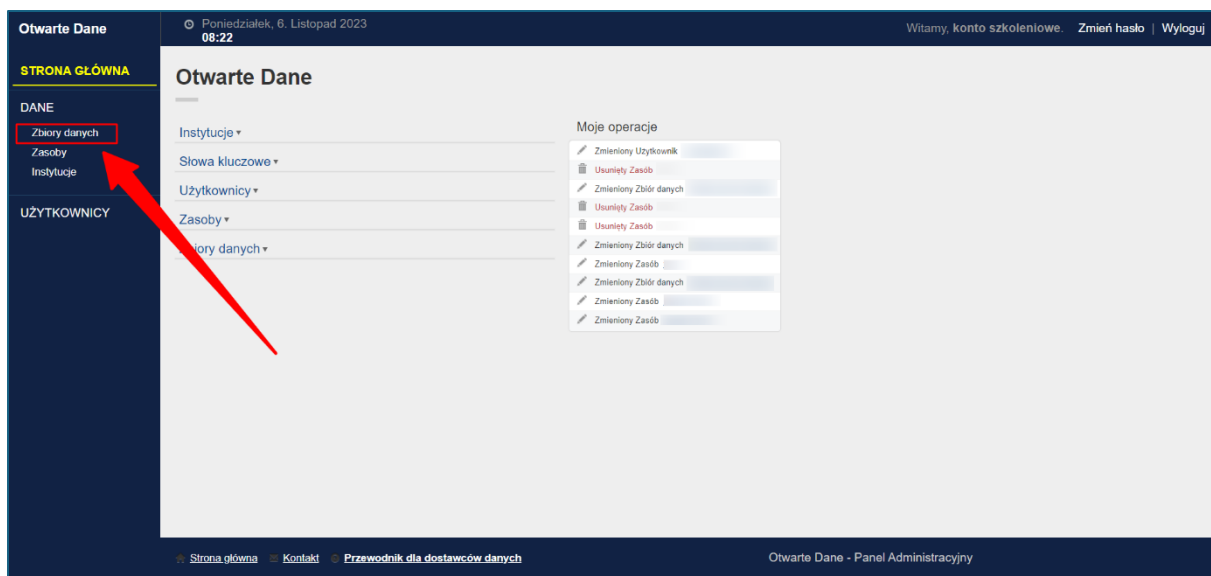 Otwarte Dane
Poniedziałek, 6. Listopad 2023
08:22
Witamy, konto szkoleniowe. Zmień hasło | Wyloguj
STRONA GŁÓWNA
DANE
Zbiory danych
Zasoby
Instytucje
UŻYTKOWNICY
Otwarte Dane
Instytucje
Słowa kluczowe
Użytkownicy
Zasoby
danych
Moje operacje
Zmieniony Uzytkownik
Usunięty Zasób
Zmieniony Zbiór danych
Usunięty Zasób
Usunięty Zasób
Zmieniony Zbiór danych
Zmieniony Zasób
Zmieniony Zbiór danych
Zmieniony Zasób
Zmieniony Zasób
Strona główna Kontakt Przewodnik dla dostawców danych
Otwarte Dane - Panel Administracyjny